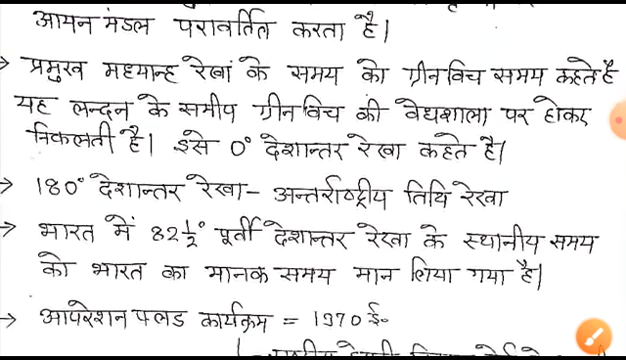 आयन मंडल परावर्तित करता है।
→ प्रमुख मध्यान्ह रेखा के समय को ग्रीनविच समय कहते है
यह लन्दन के समीप ग्रीनविच की वेधशाला पर होकर
निकलती है। इसे 0° देशान्तर रेखा कहते है।
→ 180° देशान्तर रेखा – अन्तर्राष्ट्रीय तिथि रेखा
→ भारत में 82½° पूर्वी देशान्तर रेखा के स्थानीय समय
को भारत का मानक समय मान लिया गया है।
→ आपरेशन फ्लड कार्यक्रम = 1970 ई॰